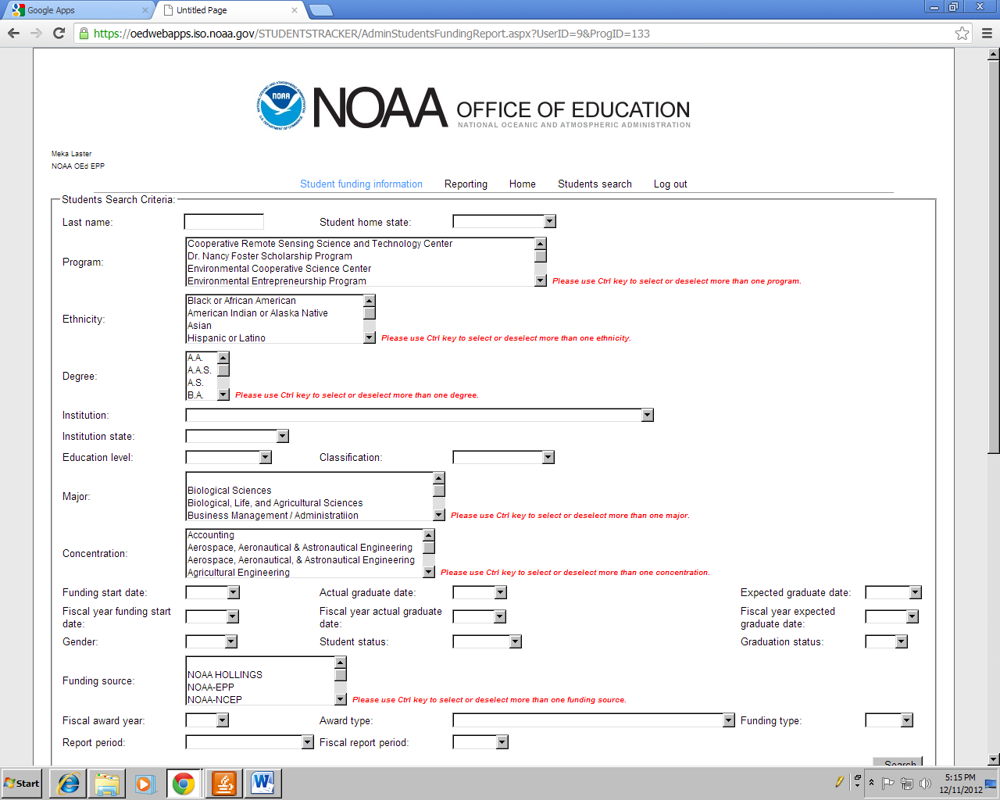 Google Apps
Untitled Page
https://oedwebapps.iso.noaa.gov/STUDENTSTRACKER/AdminStudentsFundingReport.aspx?UserID=9&ProgID=133
NOAA
NOAA OFFICE OF EDUCATION
NATIONAL OCEANIC AND ATMOSPHERIC ADMINISTRATION
Meka Laster
NOAA OEd EPP
Student funding information Reporting Home Students search Log out
Students Search Criteria:
Last name: Student home state:
Program:
Cooperative Remote Sensing Science and Technology Center
Dr. Nancy Foster Scholarship Program
Environmental Cooperative Science Center
Environmental Entrepreneurship Program
Please use Ctrl key to select or deselect more than one program.
Ethnicity:
Black or African American
American Indian or Alaska Native
Asian
Hispanic or Latino
Please use Ctrl key to select or deselect more than one ethnicity.
Degree:
A.A.
A.A.S.
A.S.
B.A.
Please use Ctrl key to select or deselect more than one degree.
Institution:
Institution state:
Education level: Classification:
Major:
Biological Sciences
Biological, Life, and Agricultural Sciences
Business Management / Administratiion
Please use Ctrl key to select or deselect more than one major.
Concentration:
Accounting
Aerospace, Aeronautical & Astronautical Engineering
Aerospace, Aeronautical, & Astronautical Engineering
Agricultural Engineering
Please use Ctrl key to select or deselect more than one concentration.
Funding start date: Actual graduate date: Expected graduate date:
Fiscal year funding start date: Fiscal year actual graduate date: Fiscal year expected graduate date:
Gender: Student status: Graduation status:
Funding source:
NOAA HOLLINGS
NOAA-EPP
NOAA-NCEP
Please use Ctrl key to select or deselect more than one funding source.
Fiscal award year: Award type: Funding type:
Report period: Fiscal report period:
Search
Start
5:15 PM
12/11/2012